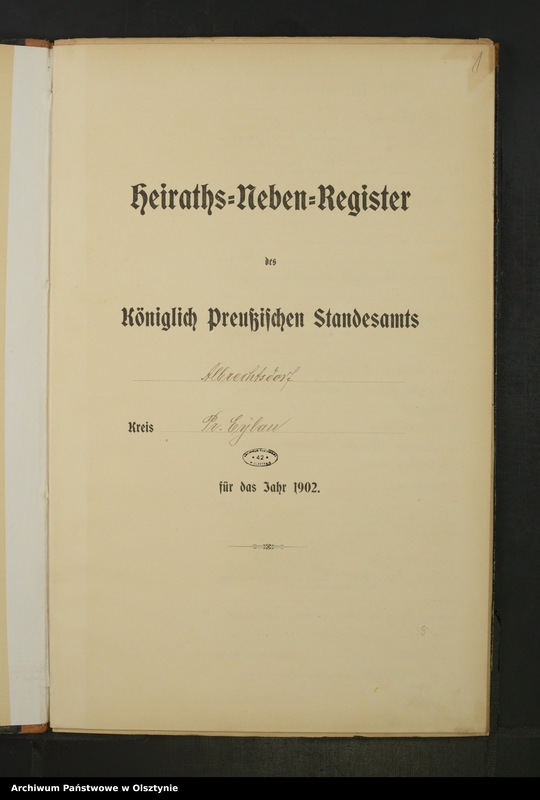 1
Heiraths-Neben-Register
des
Königlich Preußischen Standesamts
Albrechtsdorf
Kreis Pr. Eylau
42
für das Jahr 1902.
5
Archiwum Państwowe w Olsztynie